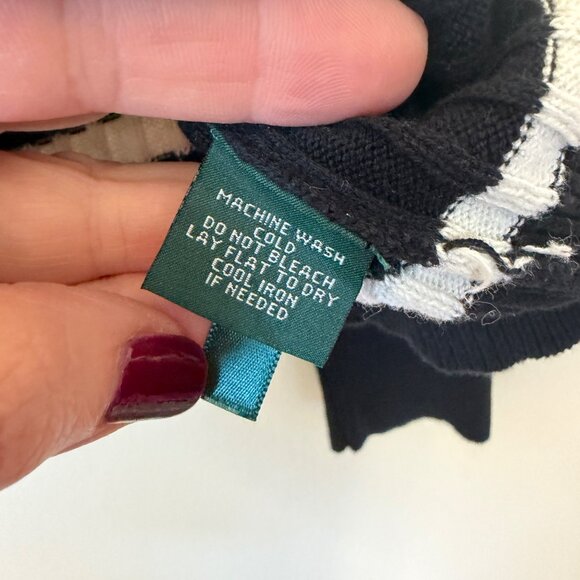 MACHINE WASH
COLD
DO NOT BLEACH
LAY FLAT TO DRY
COOL IRON
IF NEEDED